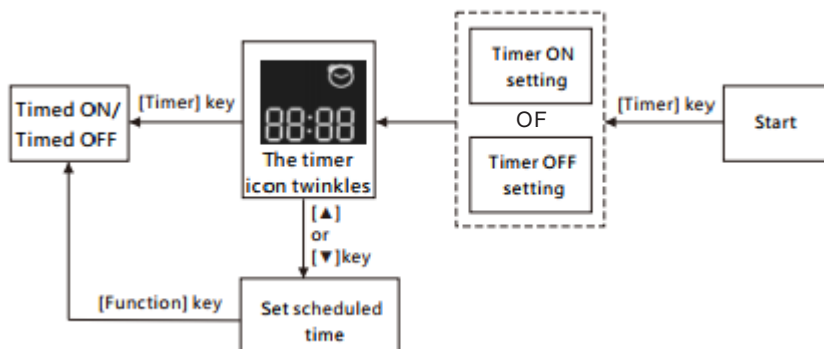 Timer ON
setting
OF
Timer OFF
setting
[Timer] key
Start
88:88
The timer
icon twinkles
[Timer] key
Timed ON/
Timed OFF
[▲]
or
[▼]key
[Function] key
Set scheduled
time